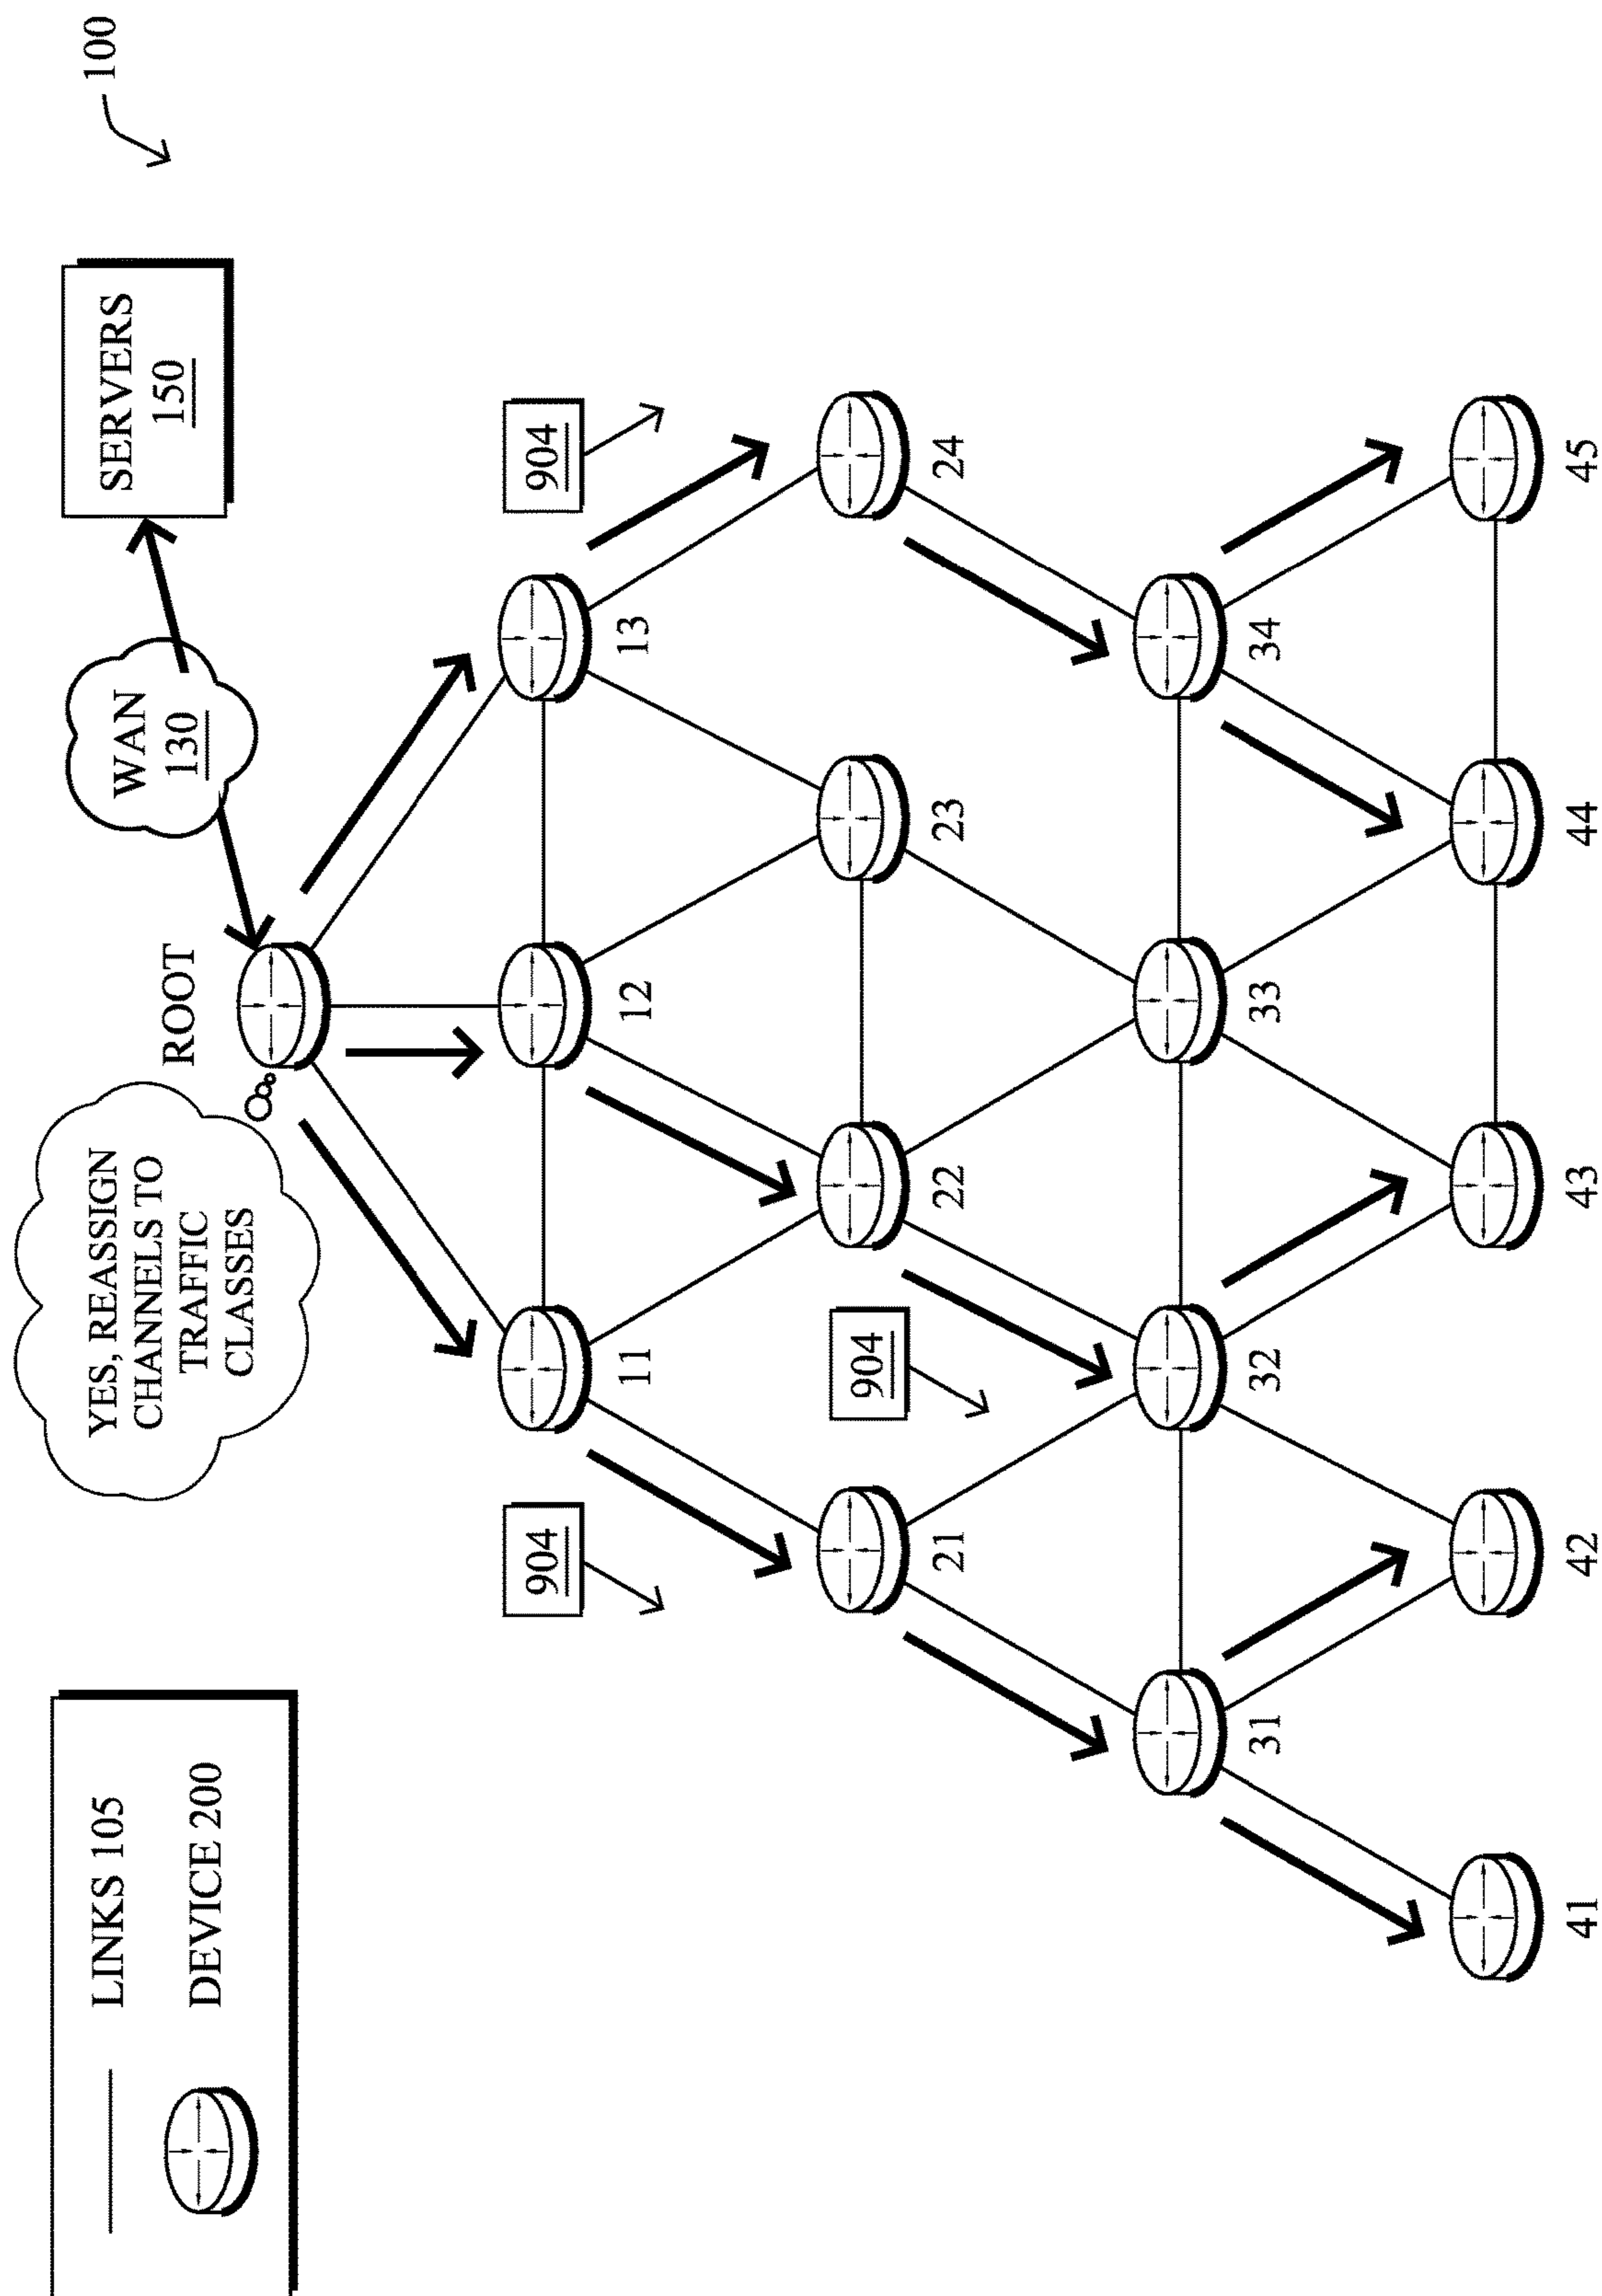 100
SERVERS
150
WAN
130
ROOT
YES, REASSIGN
CHANNELS TO
TRAFFIC
CLASSES
LINKS 105
DEVICE 200
904
904
11
12
13
904
21
22
23
24
31
32
33
34
41
42
43
44
45